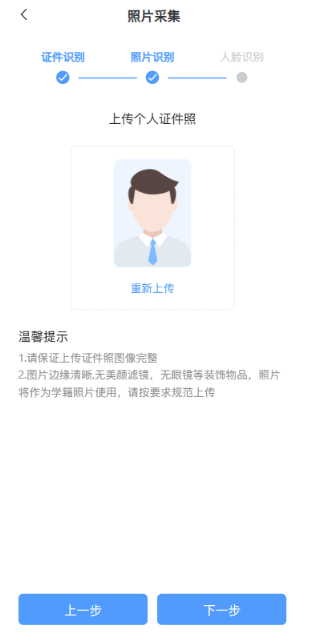 照片采集
证件识别 照片识别 人脸识别
上传个人证件照
重新上传
温馨提示
1.请保证上传证件照图像完整
2.图片边缘清晰.无美颜滤镜，无眼镜等装饰物品，照片
将作为学籍照片使用，请按要求规范上传
上一步 下一步